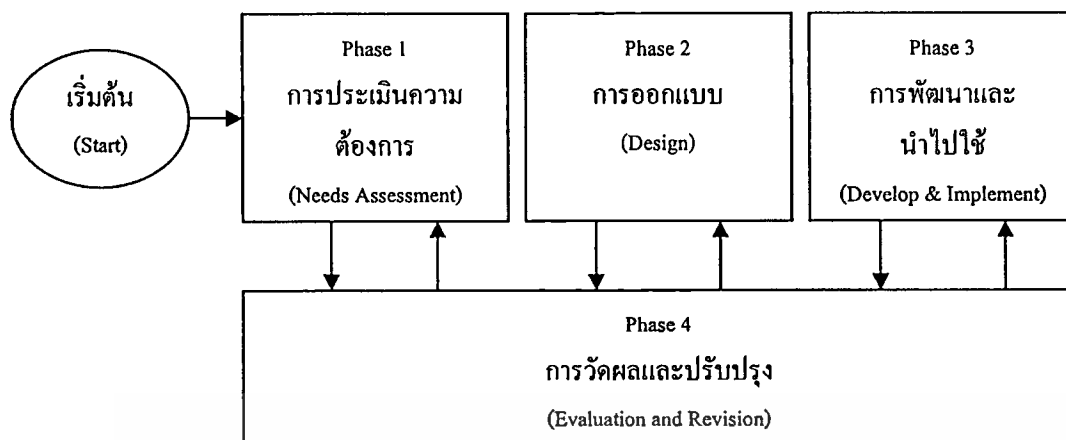 เริ่มต้น
(Start)
Phase 1
การประเมินความ
ต้องการ
(Needs Assessment)
Phase 2
การออกแบบ
(Design)
Phase 3
การพัฒนาและ
นำไปใช้
(Develop & Implement)
Phase 4
การวัดผลและปรับปรุง
(Evaluation and Revision)